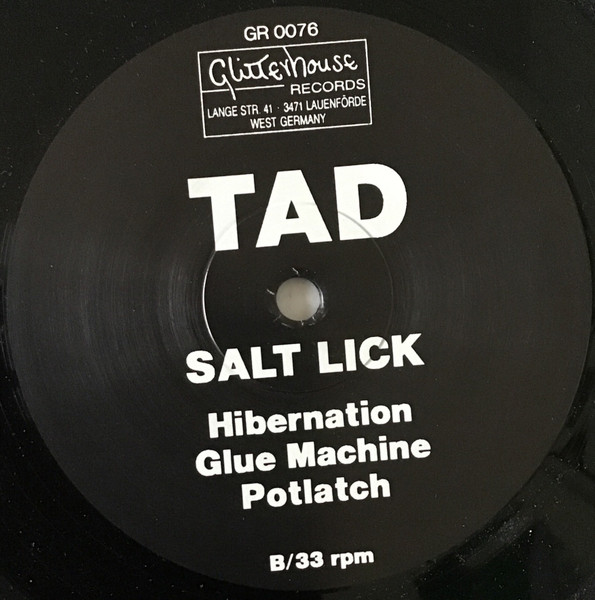 GR 0076
Glitterhouse
RECORDS
LANGE STR. 41 · 3471 LAUENFÖRDE
WEST GERMANY
TAD
SALT LICK
Hibernation
Glue Machine
Potlatch
B/33 rpm